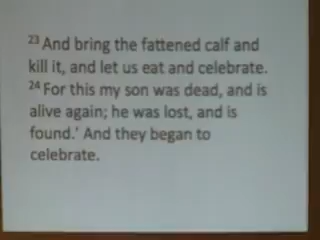 23 And bring the fattened calf and
kill it, and let us eat and celebrate.
24 For this my son was dead, and is
alive again; he was lost, and is
found.’ And they began to
celebrate.